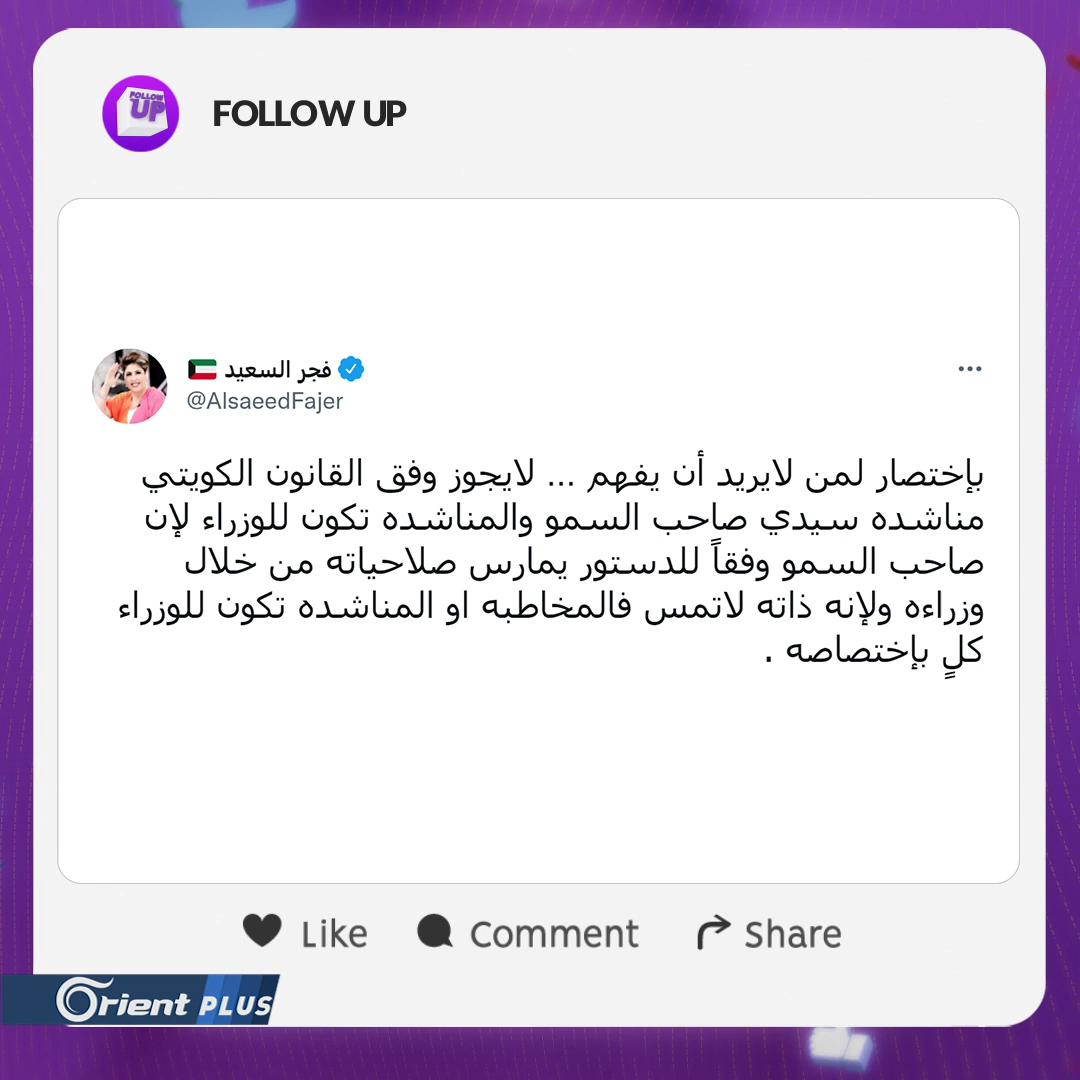 FOLLOW UP
FOLLOW UP
فجر السعيد
@AlsaeedFajer
بإختصار لمن لايريد أن يفهم ... لايجوز وفق القانون الكويتي
مناشده سيدي صاحب السمو والمناشده تكون للوزراء لإن
صاحب السمو وفقاً للدستور يمارس صلاحياته من خلال
وزراءه ولإنه ذاته لاتمس فالمخاطبه او المناشده تكون للوزراء
كلٍ بإختصاصه .
Like Comment Share
Orient PLUS